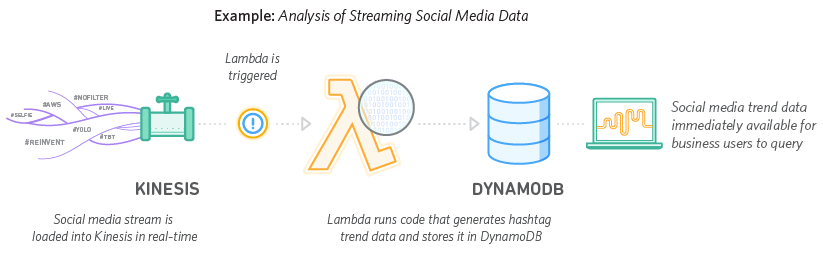 Example: Analysis of Streaming Social Media Data
Lambda is
triggered
#NOFILTER
#AWS
#LIVE
#SELFIE
#YOLO
#TBT
#REINVENT
Social media trend data
immediately available for
business users to query
KINESIS
DYNAMODB
Social media stream is
loaded into Kinesis in real-time
Lambda runs code that generates hashtag
trend data and stores it in DynamoDB